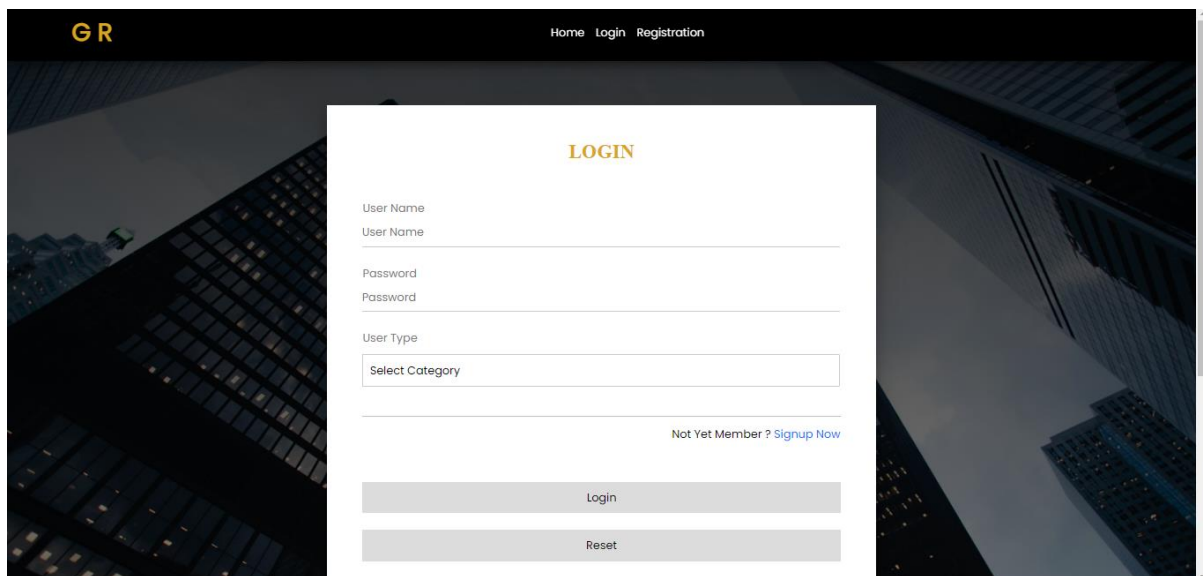 G R
Home Login Registration
LOGIN
User Name
User Name
Password
Password
User Type
Select Category
Not Yet Member ? Signup Now
Login
Reset